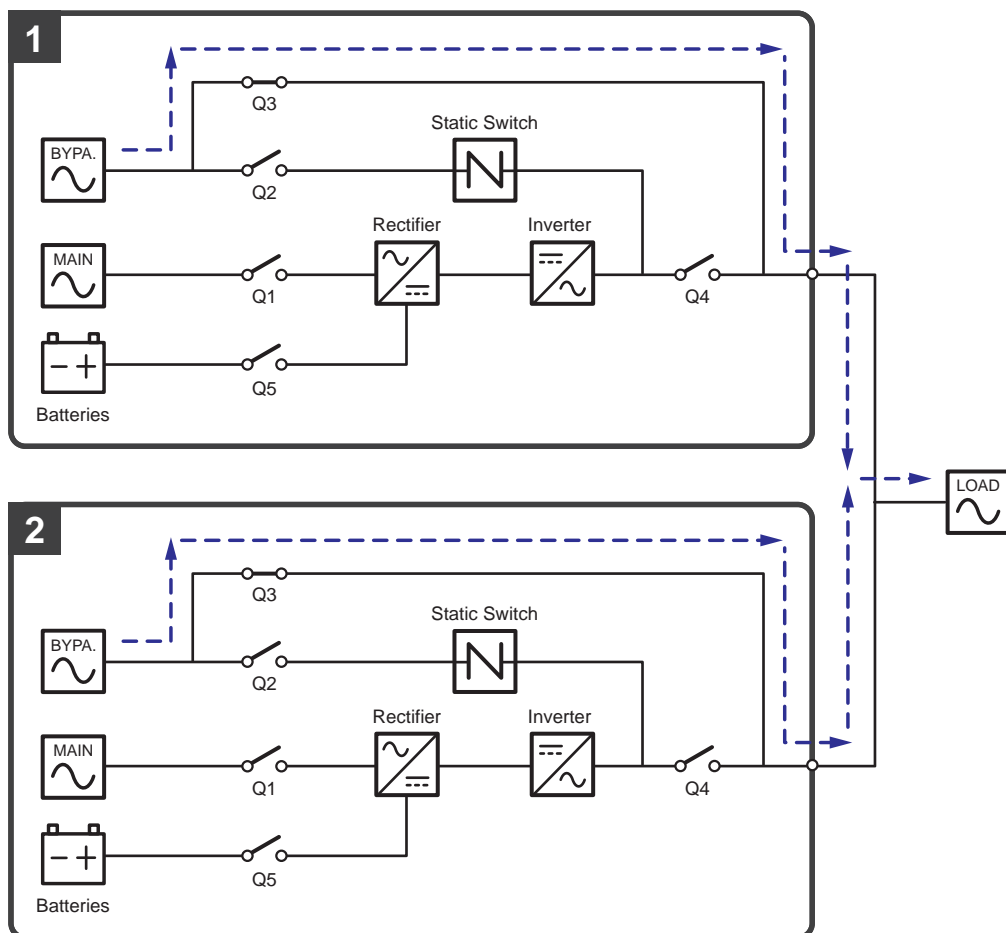 1
Q3
Static Switch
BYPA.
Q2
Rectifier
Inverter
MAIN
Q1
Q4
Q5
Batteries
LOAD
2
Q3
Static Switch
BYPA.
Q2
Rectifier
Inverter
MAIN
Q1
Q4
Q5
Batteries